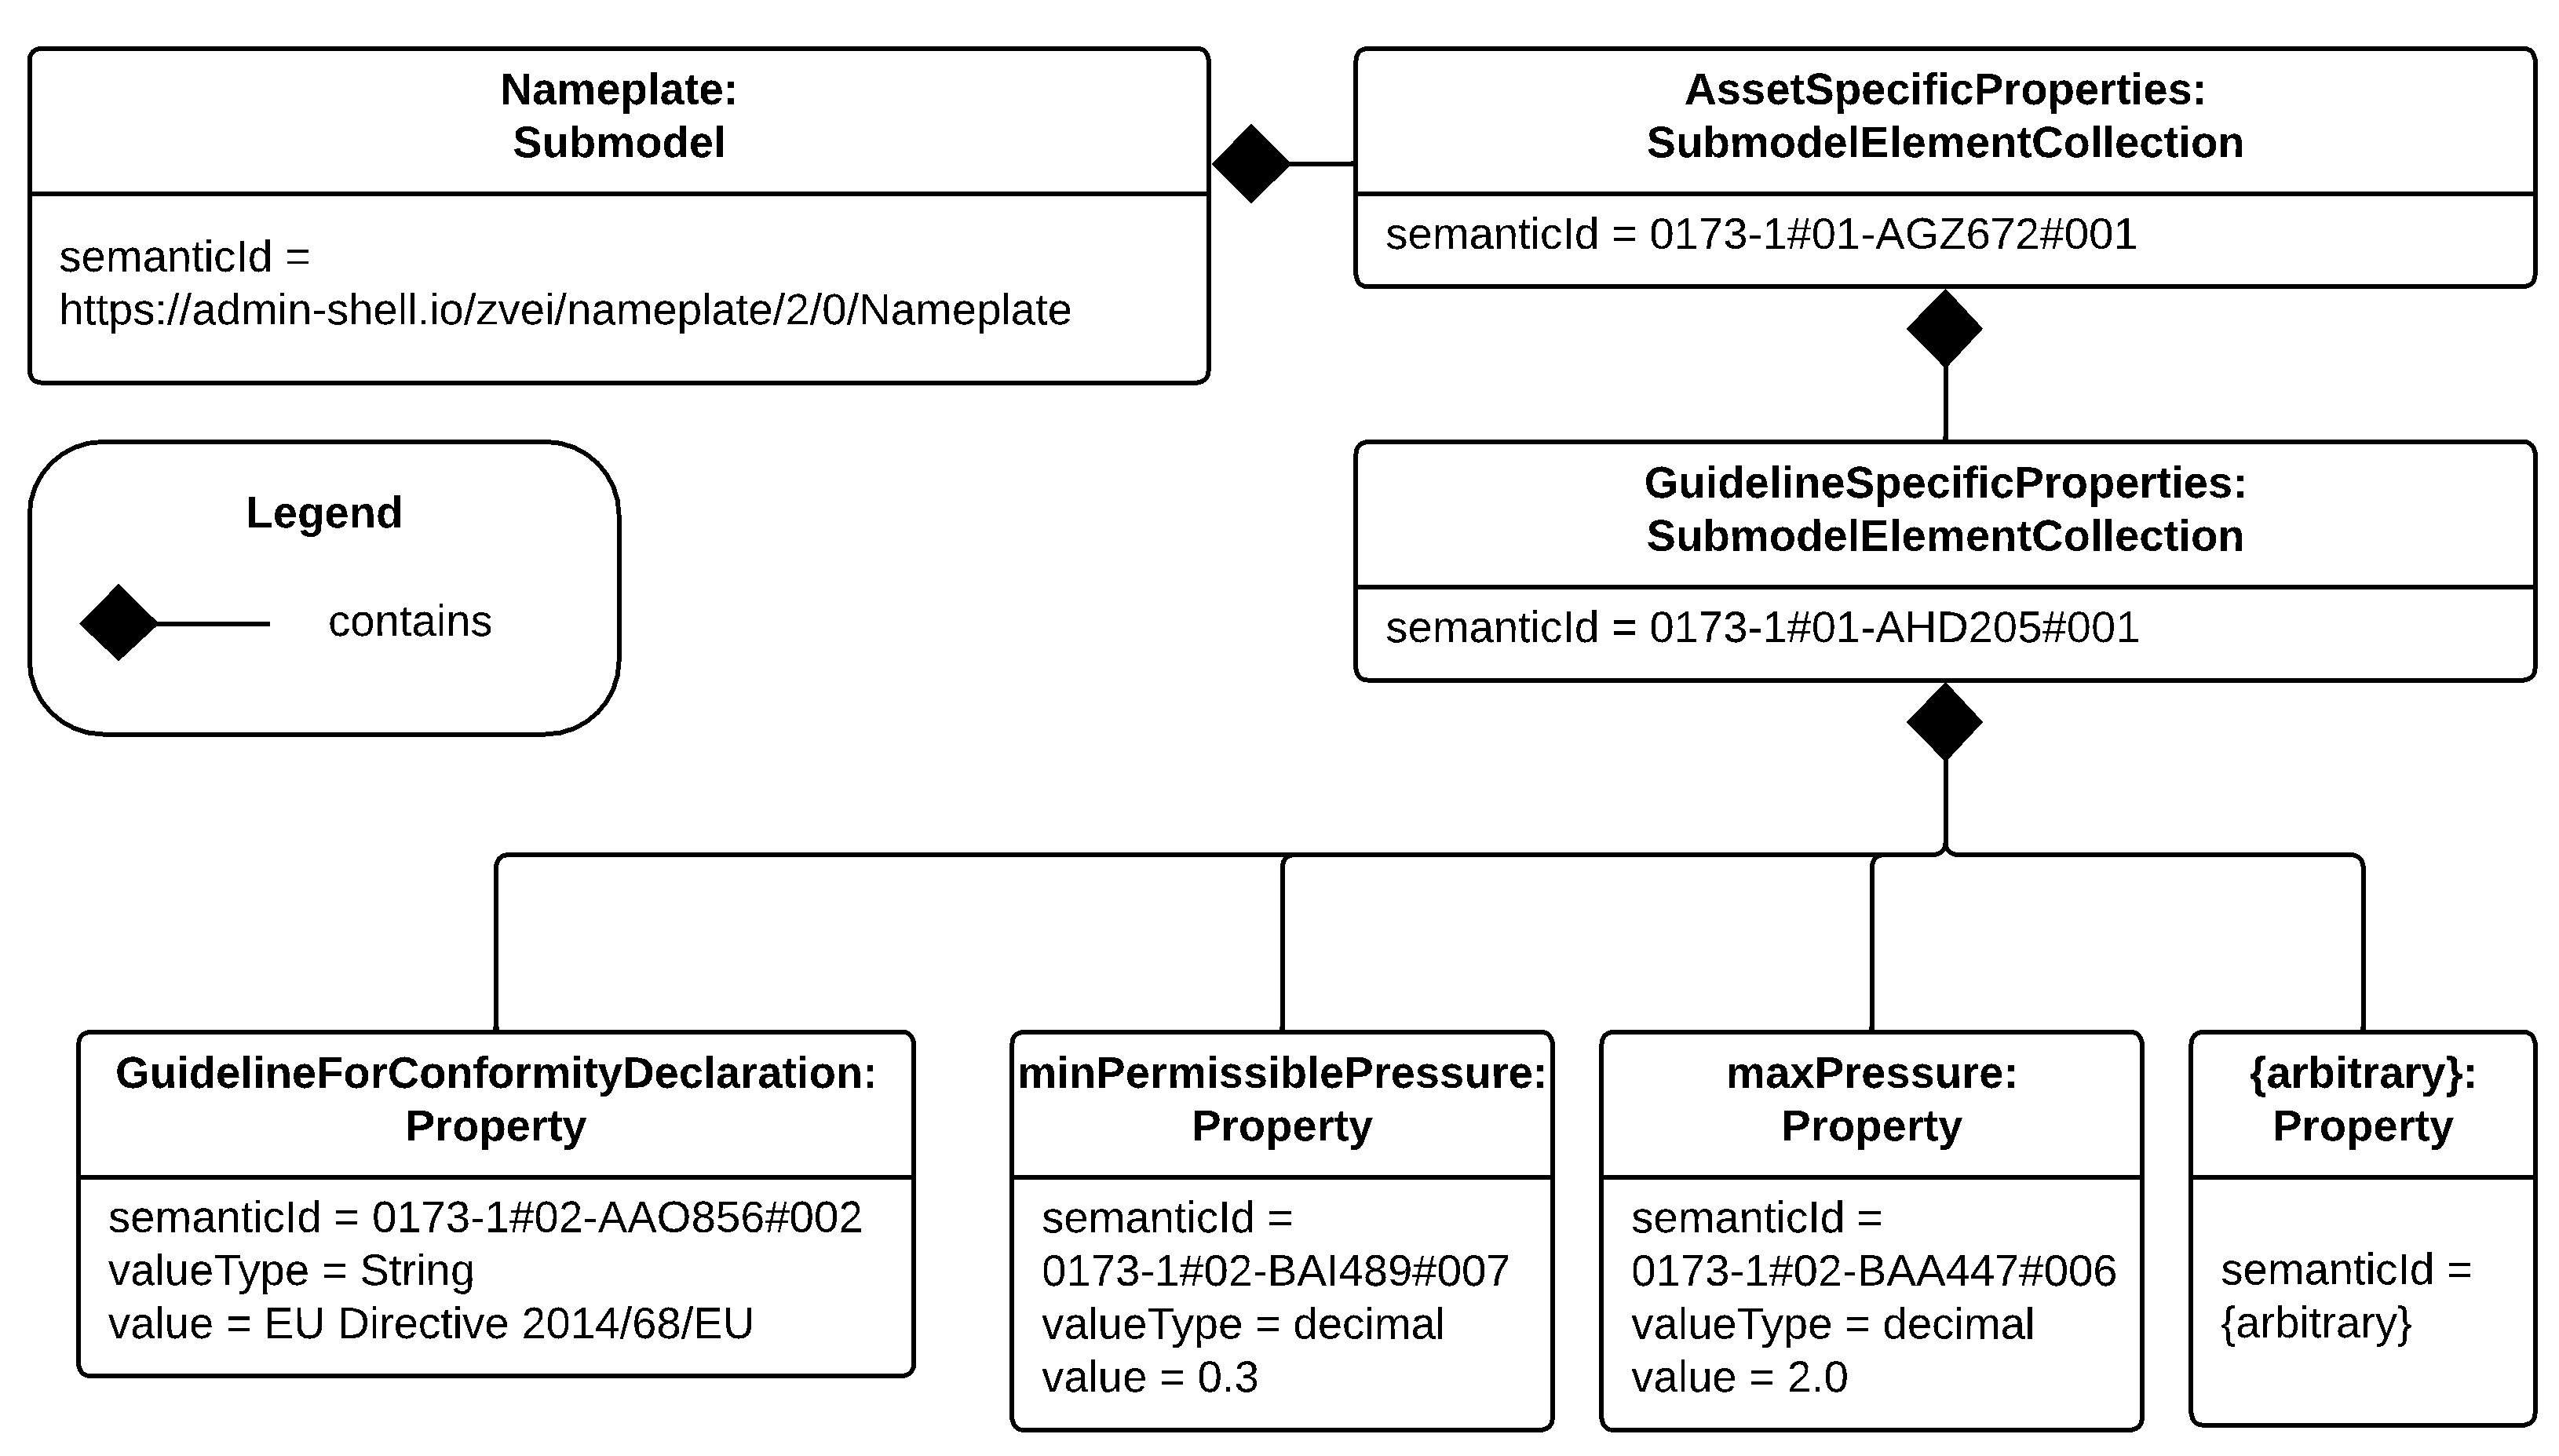 Nameplate:
Submodel
semanticId =
https://admin-shell.io/zvei/nameplate/2/0/Nameplate
AssetSpecificProperties:
SubmodelElementCollection
semanticId = 0173-1#01-AGZ672#001
Legend
contains
GuidelineSpecificProperties:
SubmodelElementCollection
semanticId = 0173-1#01-AHD205#001
GuidelineForConformityDeclaration:
Property
semanticId = 0173-1#02-AAO856#002
valueType = String
value = EU Directive 2014/68/EU
minPermissiblePressure:
Property
semanticId =
0173-1#02-BAI489#007
valueType = decimal
value = 0.3
maxPressure:
Property
semanticId =
0173-1#02-BAA447#006
valueType = decimal
value = 2.0
{arbitrary}:
Property
semanticId =
{arbitrary}